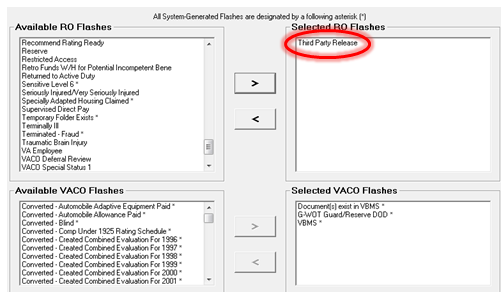 All System-Generated Flashes are designated by a following asterisk (*)
Available RO Flashes
Recommend Rating Ready
Reserve
Restricted Access
Retro Funds W/H for Potential Incompetent Bene
Returned to Active Duty
Sensitive Level 6 *
Seriously Injured/Very Seriously Injured
Specially Adapted Housing Claimed *
Supervised Direct Pay
Temporary Folder Exists *
Terminally Ill
Terminated - Fraud *
Traumatic Brain Injury
VA Employee
VACO Deferral Review
VACO Special Status 1
>
<
Selected RO Flashes
Third Party Release
Available VACO Flashes
Converted - Automobile Adaptive Equipment Paid *
Converted - Automobile Allowance Paid *
Converted - Blind *
Converted - Comp Under 1925 Rating Schedule *
Converted - Created Combined Evaluation For 1996 *
Converted - Created Combined Evaluation For 1997 *
Converted - Created Combined Evaluation For 1998 *
Converted - Created Combined Evaluation For 1999 *
Converted - Created Combined Evaluation For 2000 *
Converted - Created Combined Evaluation For 2001 *
>
<
Selected VACO Flashes
Document(s) exist in VBMS *
G-WOT Guard/Reserve DOD *
VBMS *